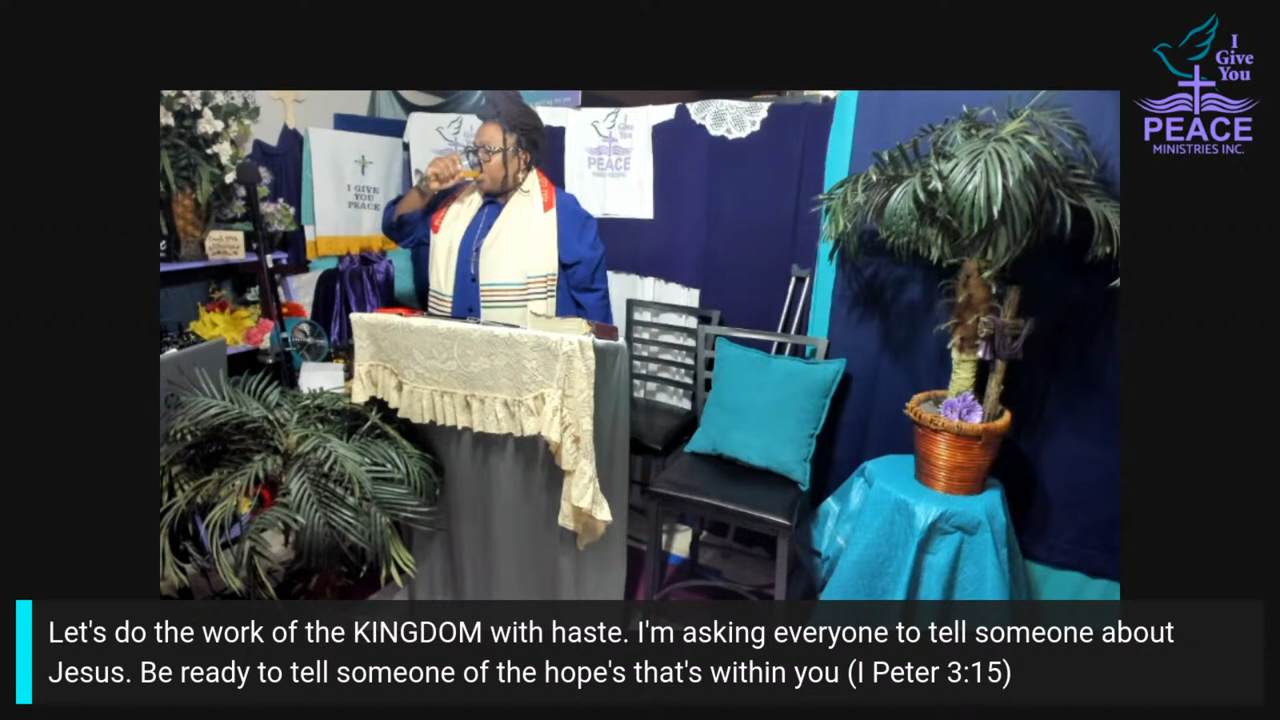 I
Give
You
PEACE
MINISTRIES INC.
I GIVE
YOU
PEACE
I
Give
You
PEACE
Let's do the work of the KINGDOM with haste. I'm asking everyone to tell someone about
Jesus. Be ready to tell someone of the hope's that's within you (I Peter 3:15)